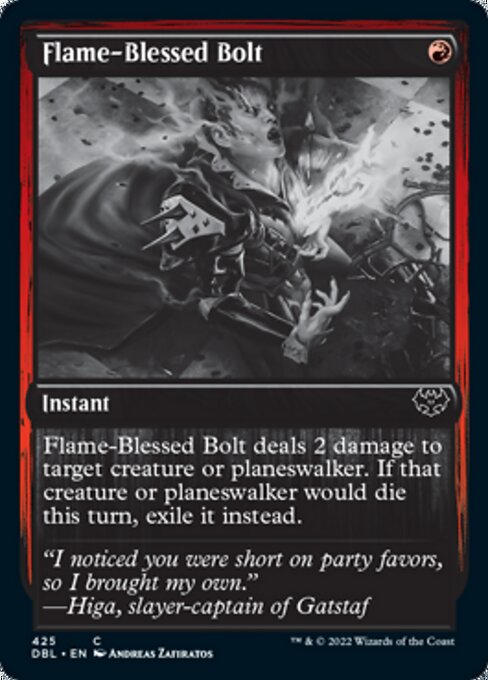 Flame-Blessed Bolt
Instant
Flame-Blessed Bolt deals 2 damage to
target creature or planeswalker. If that
creature or planeswalker would die
this turn, exile it instead.
“I noticed you were short on party favors,
so I brought my own.”
—Higa, slayer-captain of Gatstaf
425 C
DBL • EN ANDREAS ZAFIRATOS
™ & © 2022 Wizards of the Coast